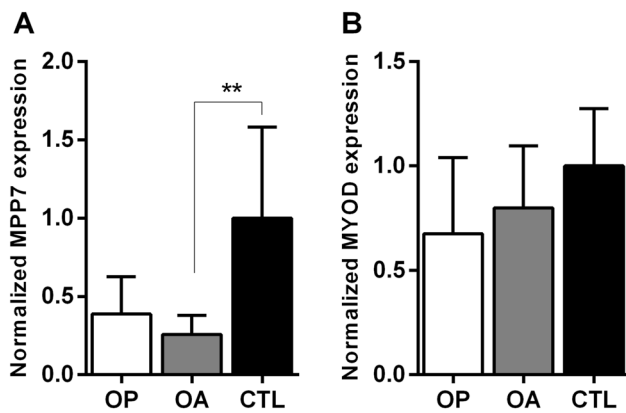 A
Normalized MPP7 expression
2.0
1.5
1.0
0.5
0.0
**
OP OA CTL
B
Normalized MYOD expression
1.5
1.0
0.5
0.0
OP OA CTL